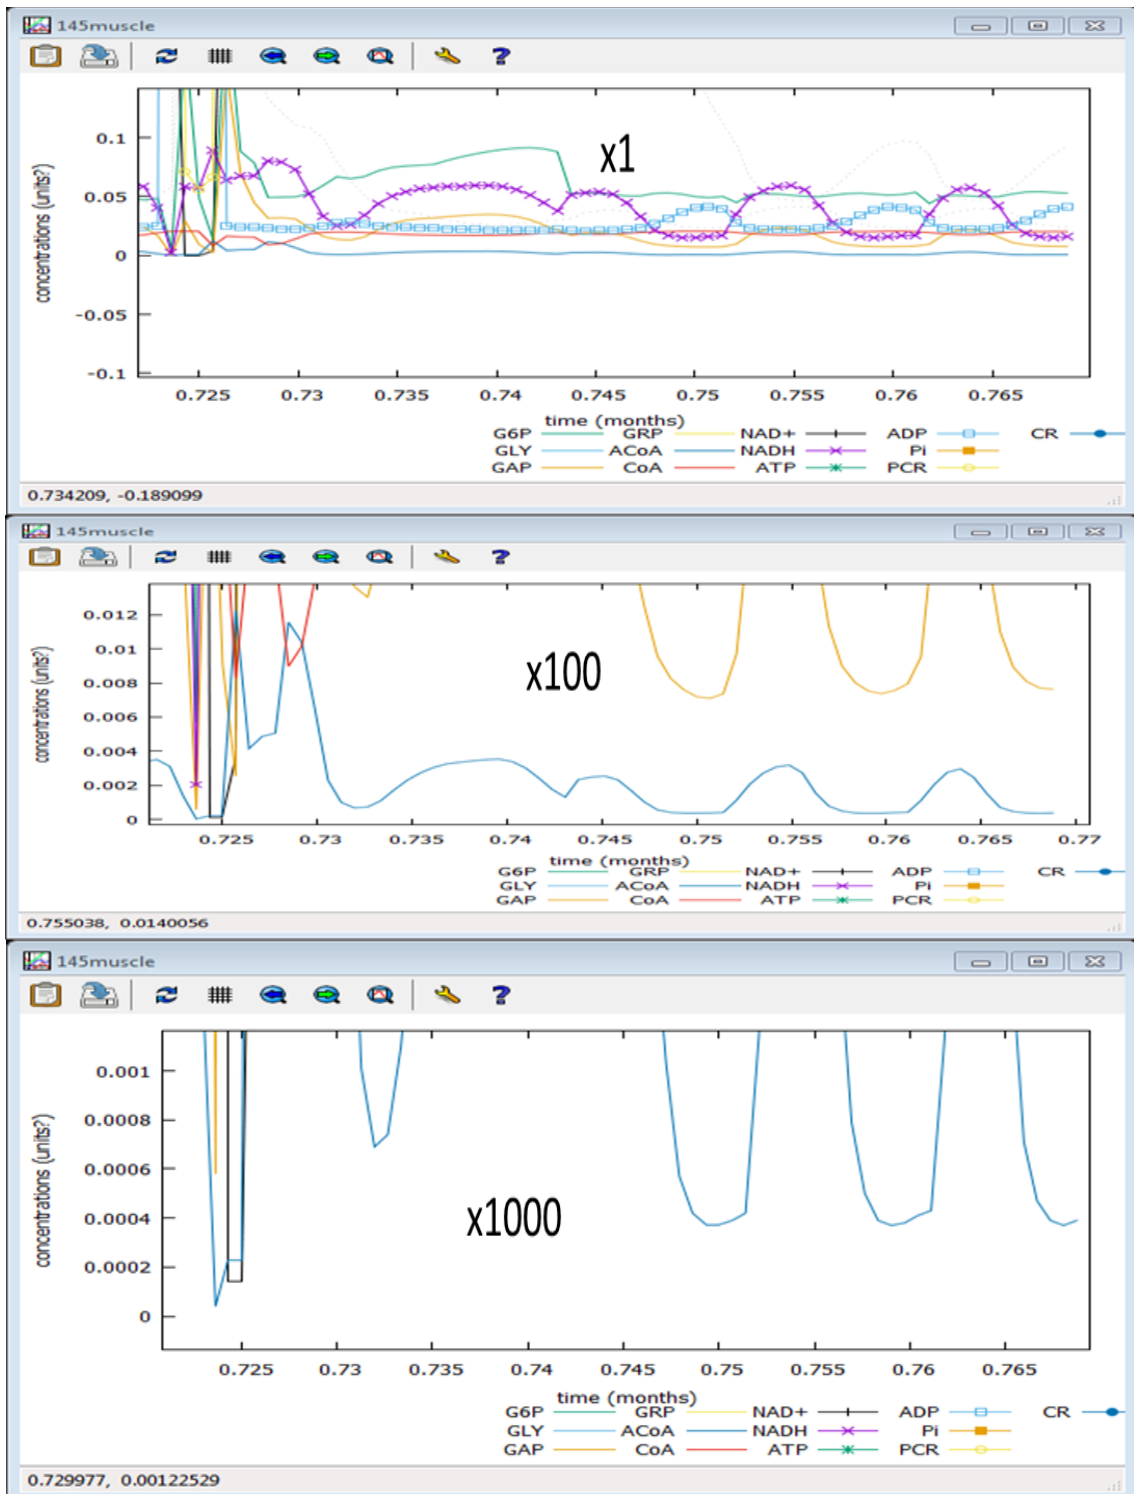 145muscle
concentrations (units?)
0.1
0.05
0
-0.05
-0.1
x1
0.725 0.73 0.735 0.74 0.745 0.75 0.755 0.76 0.765
time (months)
G6P GRP NAD+ ADP CR
GLY ACoA NADH Pi
GAP CoA ATP PCR
0.734209, -0.189099
145muscle
concentrations (units?)
0.012
0.01
0.008
0.006
0.004
0.002
0
x100
0.725 0.73 0.735 0.74 0.745 0.75 0.755 0.76 0.765 0.77
time (months)
G6P GRP NAD+ ADP CR
GLY ACoA NADH Pi
GAP CoA ATP PCR
0.755038, 0.0140056
145muscle
concentrations (units?)
0.001
0.0008
0.0006
0.0004
0.0002
0
x1000
0.725 0.73 0.735 0.74 0.745 0.75 0.755 0.76 0.765
time (months)
G6P GRP NAD+ ADP CR
GLY ACoA NADH Pi
GAP CoA ATP PCR
0.729977, 0.00122529